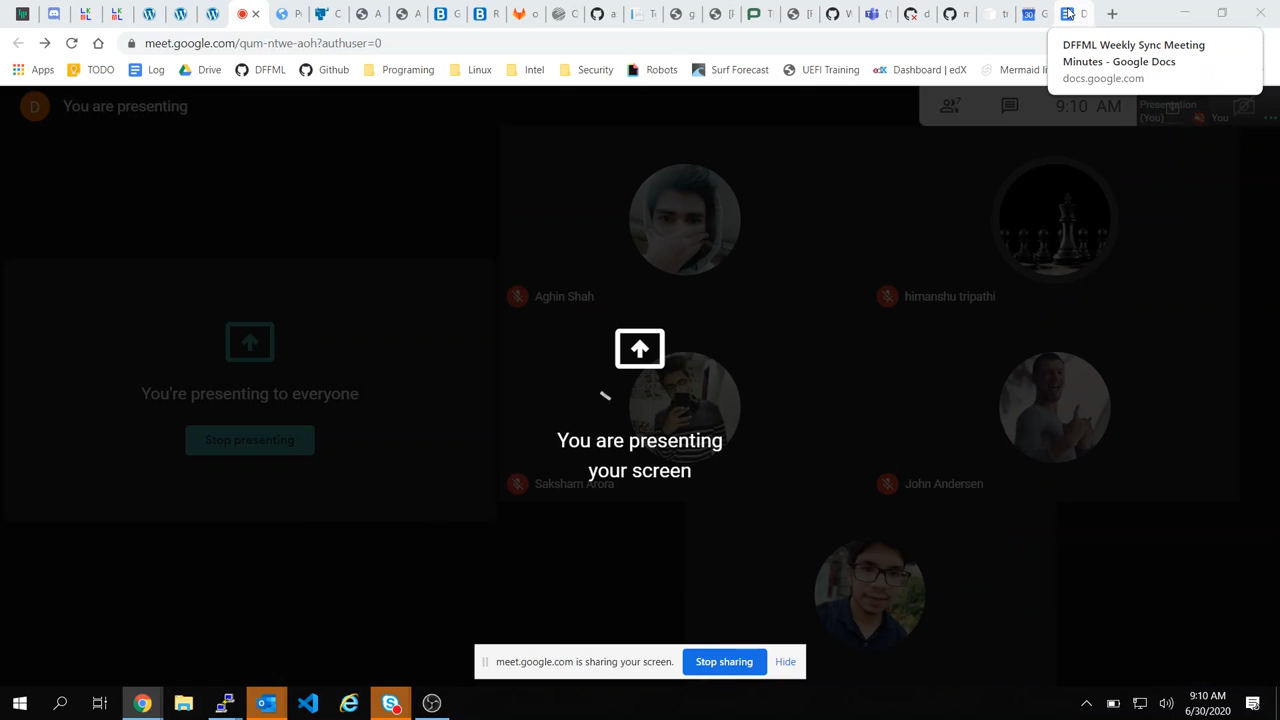 meet.google.com/qum-ntwe-aoh?authuser=0
Apps
TODO
Log
Drive
DFFML
Github
Programing
Linux
Intel
Security
Robots
Surf Forecast
UEFI Training
Dashboard | edX
Mermaid li
DFFML Weekly Sync Meeting
Minutes - Google Docs
docs.google.com
D
You are presenting
7
9:10 AM
Presentation
(You)
You
Aghin Shah
himanshu tripathi
You're presenting to everyone
Stop presenting
You are presenting
your screen
Saksham Arora
John Andersen
meet.google.com is sharing your screen.
Stop sharing
Hide
9:10 AM
6/30/2020